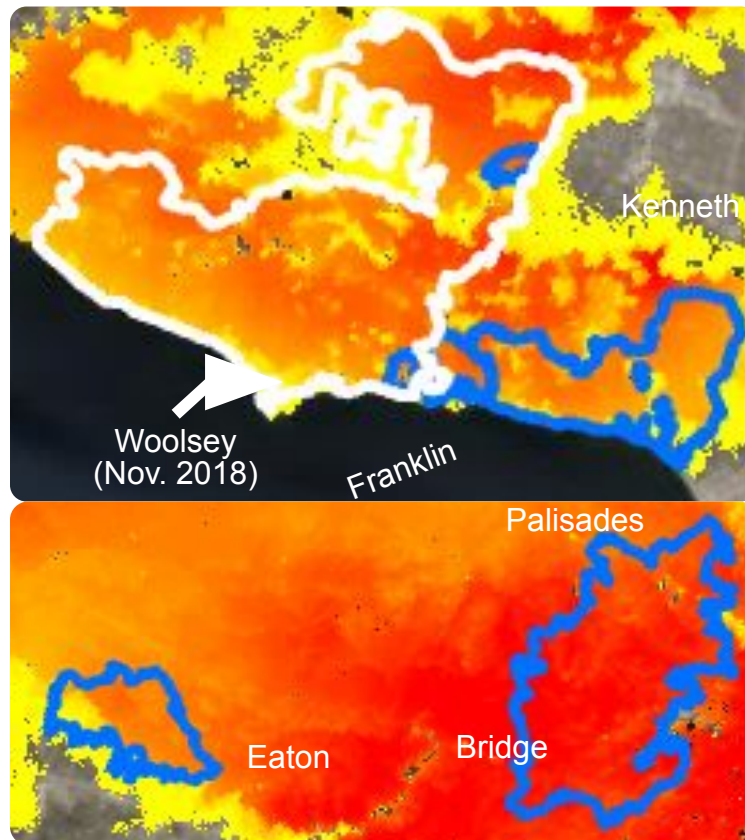 Kenneth
Woolsey
(Nov. 2018)
Franklin
Palisades
Eaton
Bridge